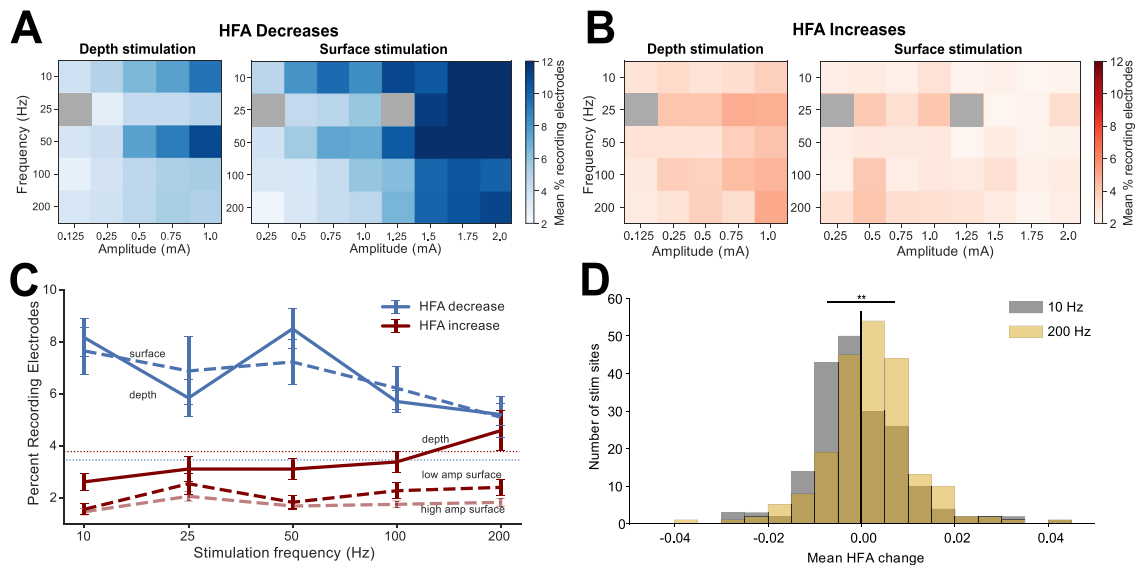 A
HFA Decreases
Depth stimulation
Surface stimulation
Frequency (Hz)
10
25
50
100
200
0.125 0.25 0.5 0.75 1.0
Amplitude (mA)
0.25 0.5 0.75 1.0 1.25 1.5 1.75 2.0
Amplitude (mA)
12
10
8
6
4
2
Mean % recording electrodes
B
HFA Increases
Depth stimulation
Surface stimulation
Frequency (Hz)
10
25
50
100
200
0.125 0.25 0.5 0.75 1.0
Amplitude (mA)
0.25 0.5 0.75 1.0 1.25 1.5 1.75 2.0
Amplitude (mA)
12
10
8
6
4
2
Mean % recording electrodes
C
Percent Recording Electrodes
10
8
6
4
2
HFA decrease
HFA increase
surface
depth
depth
low amp surface
high amp surface
10 25 50 100 200
Stimulation frequency (Hz)
D
Number of stim sites
60
50
40
30
20
10
0
**
10 Hz
200 Hz
-0.04 -0.02 0.00 0.02 0.04
Mean HFA change